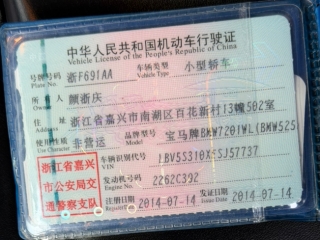 中华人民共和国机动车行驶证
Vehicle License of the People's Republic of China
号牌号码 浙F691AA 车辆类型 小型轿车
Plate No. Vehicle Type
所有人 颜浙庆
Owner
住址 浙江省嘉兴市南湖区百花新村13幢502室
Address
使用性质 非营运 品牌型号 宝马牌BMW7201WL(BMW525
Use Character Model
浙江省嘉兴市公安局交通警察支队
车辆识别代号 LBV5S310XFSJ57737
VIN
发动机号码 2262C392
Engine No.
注册日期 2014-07-14 发证日期 2014-07-14
Register Date Issue Date